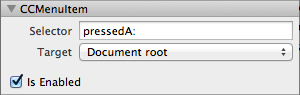 CCMenuItem
Selector pressedA:
Target Document root
Is Enabled